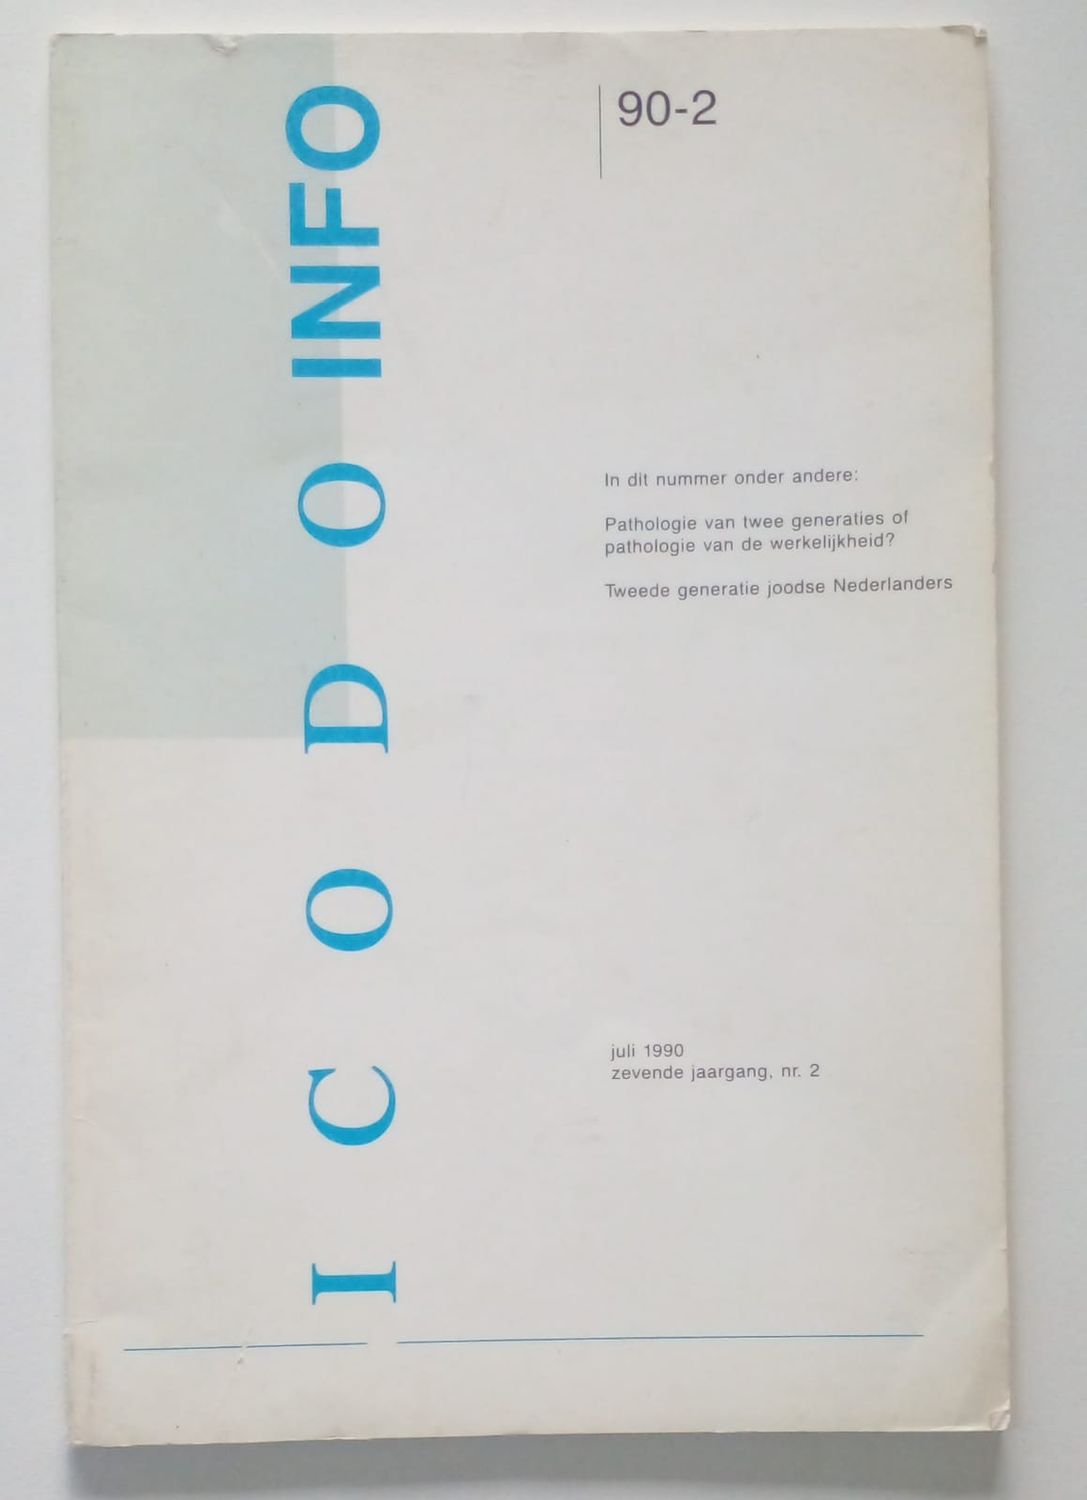 ICODO INFO
90-2
In dit nummer onder andere:
Pathologie van twee generaties of
pathologie van de werkelijkheid?
Tweede generatie joodse Nederlanders
juli 1990
zevende jaargang, nr. 2